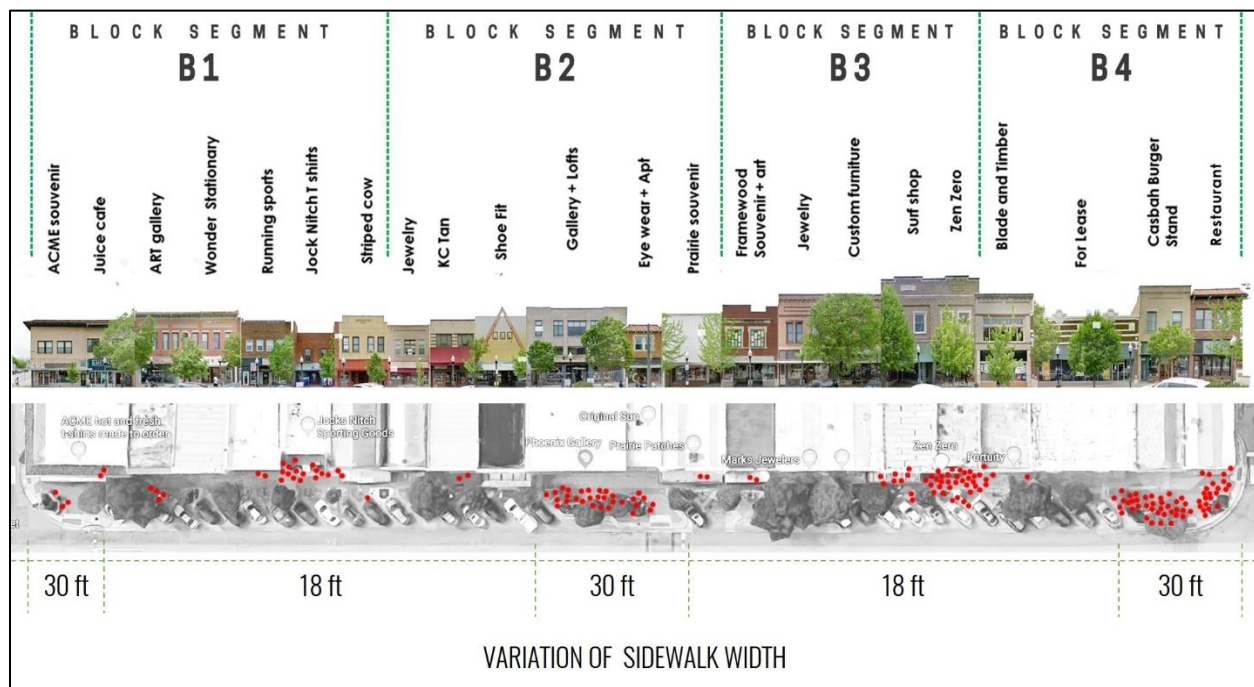 BLOCK SEGMENT
B1
BLOCK SEGMENT
B2
BLOCK SEGMENT
B3
BLOCK SEGMENT
B4
ACME souvenir
Juice cafe
ART gallery
Wonder Stationary
Running sports
Jock Nitch T shirts
Striped cow
Jewelry
KC Tan
Shoe Fit
Gallery + Lofts
Eye wear + Apt
Prairie souvenir
Framewood
Souvenir + art
Jewelry
Custom furniture
Surf shop
Zen Zero
Blade and Timber
For Lease
Casbah Burger
Stand
Restaurant
ACME hot and fresh
t-shirts made to order
Jocks Nitch
Sporting Goods
Phoenix Gallery
Original Sun
Prairie Patches
Marks Jewelers
Zen Zero
Fortuity
et
30 ft
18 ft
30 ft
18 ft
30 ft
VARIATION OF SIDEWALK WIDTH